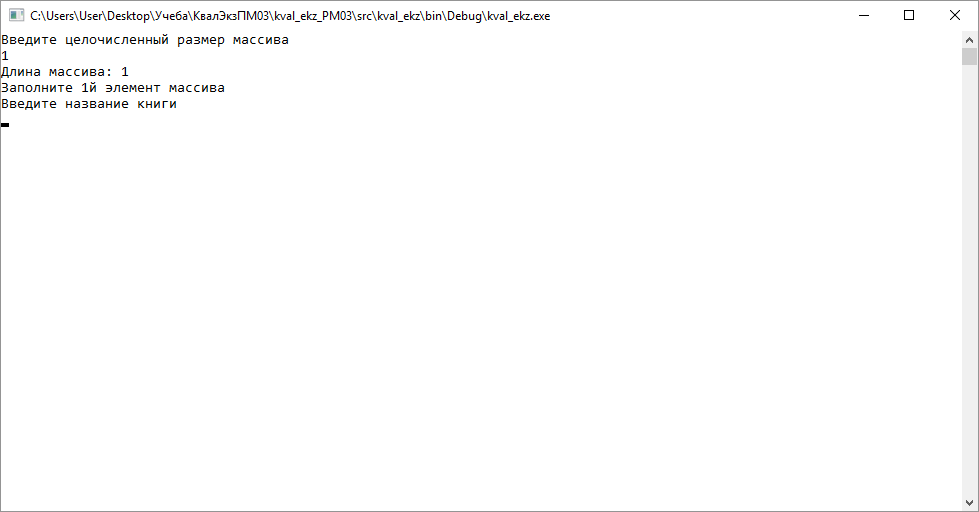 C:\Users\User\Desktop\Учеба\КвалЭкзПМ03\kval_ekz_PM03\src\kval_ekz\bin\Debug\kval_ekz.exe
Введите целочисленный размер массива
1
Длина массива: 1
Заполните 1й элемент массива
Введите название книги